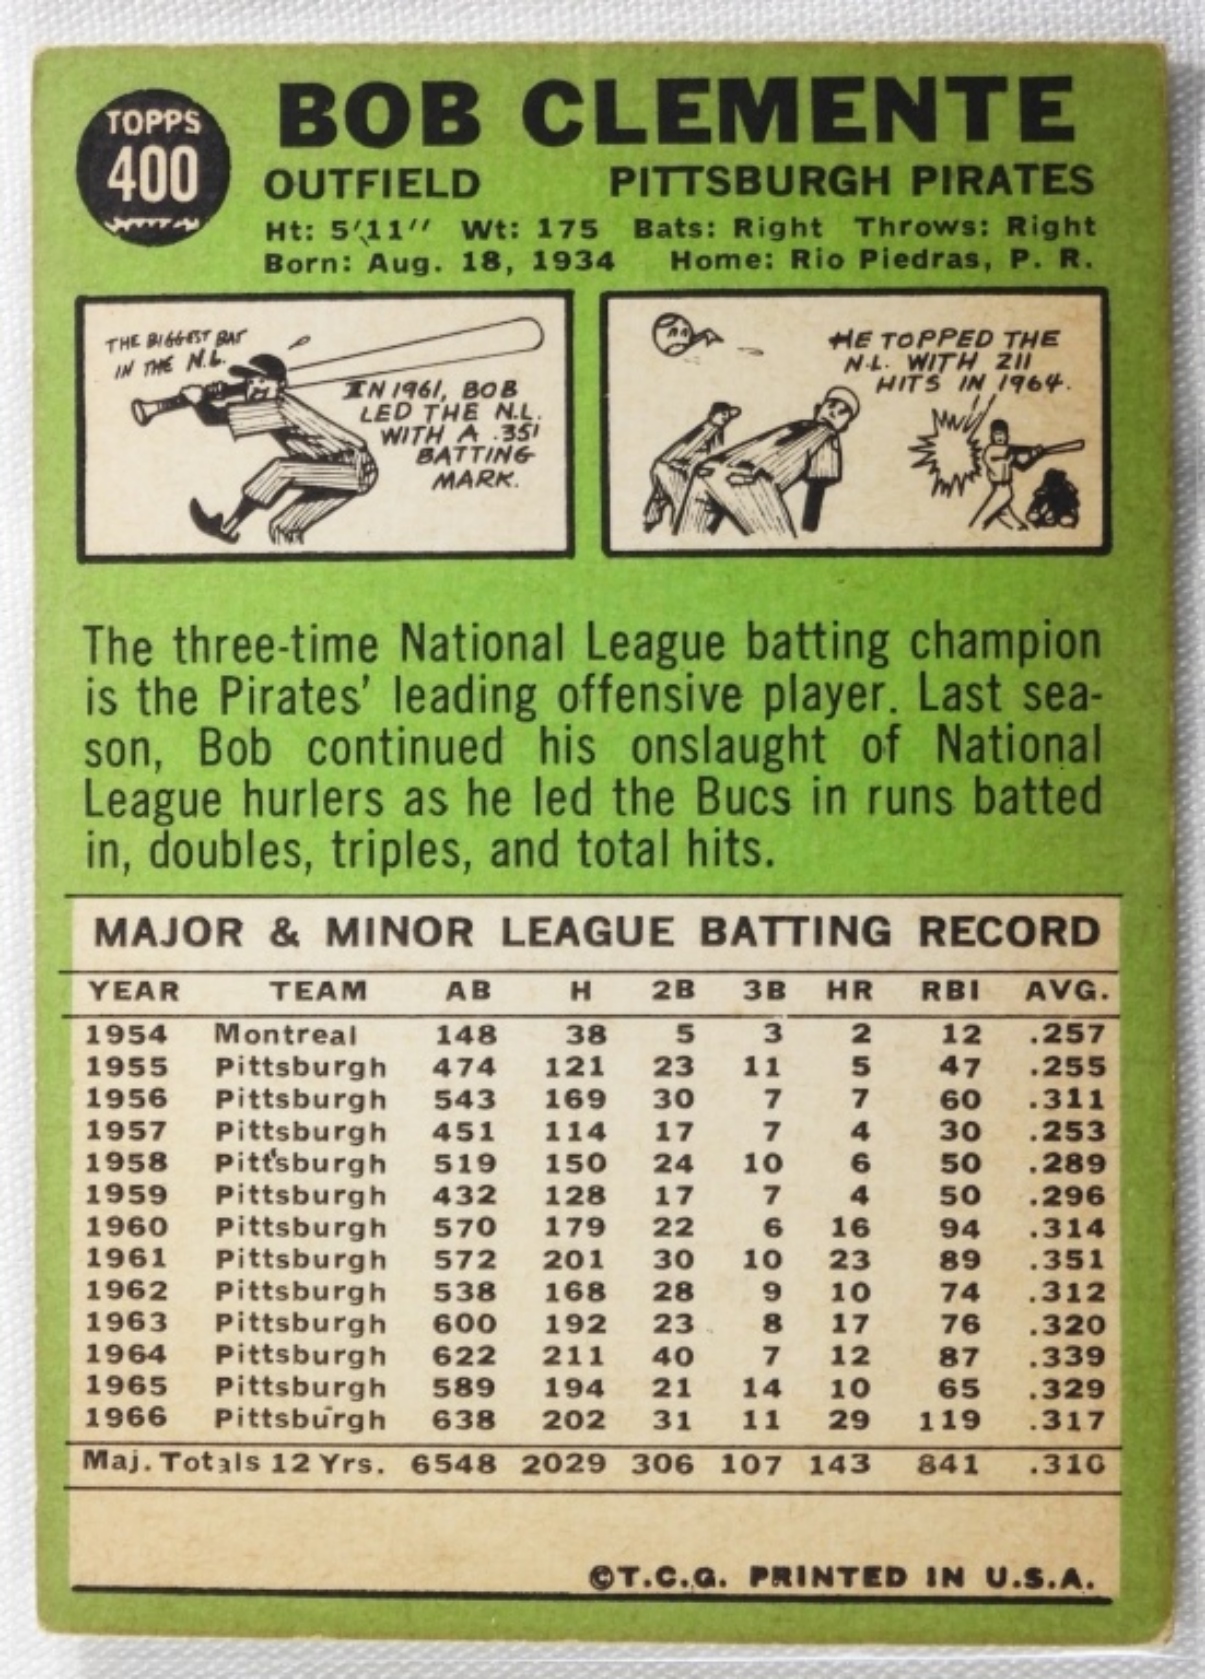 TOPPS
400
BOB CLEMENTE
OUTFIELD PITTSBURGH PIRATES
Ht: 5'11" Wt: 175 Bats: Right Throws: Right
Born: Aug. 18, 1934 Home: Rio Piedras, P. R.
THE BIGGEST BAT
IN THE N.L.
IN 1961, BOB
LED THE N.L.
WITH A .351
BATTING
MARK.
HE TOPPED THE
N.L. WITH 211
HITS IN 1964.
The three-time National League batting champion
is the Pirates' leading offensive player. Last sea-
son, Bob continued his onslaught of National
League hurlers as he led the Bucs in runs batted
in, doubles, triples, and total hits.
MAJOR & MINOR LEAGUE BATTING RECORD
YEAR TEAM AB H 2B 3B HR RBI AVG.
1954 Montreal 148 38 5 3 2 12 .257
1955 Pittsburgh 474 121 23 11 5 47 .255
1956 Pittsburgh 543 169 30 7 7 60 .311
1957 Pittsburgh 451 114 17 7 4 30 .253
1958 Pittsburgh 519 150 24 10 6 50 .289
1959 Pittsburgh 432 128 17 7 4 50 .296
1960 Pittsburgh 570 179 22 6 16 94 .314
1961 Pittsburgh 572 201 30 10 23 89 .351
1962 Pittsburgh 538 168 28 9 10 74 .312
1963 Pittsburgh 600 192 23 8 17 76 .320
1964 Pittsburgh 622 211 40 7 12 87 .339
1965 Pittsburgh 589 194 21 14 10 65 .329
1966 Pittsburgh 638 202 31 11 29 119 .317
Maj. Totals 12 Yrs. 6548 2029 306 107 143 841 .310
©T.C.G. PRINTED IN U.S.A.